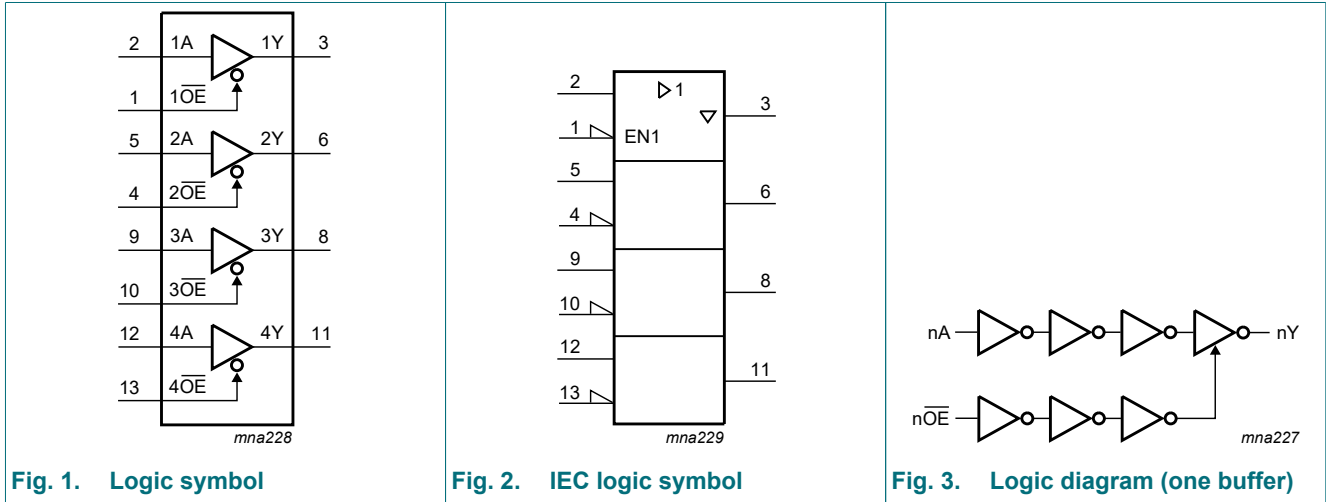 2 1A 1Y 3
1 1OE
5 2A 2Y 6
4 2OE
9 3A 3Y 8
10 3OE
12 4A 4Y 11
13 4OE
mna228
Fig. 1. Logic symbol
2 1 3
1 EN1
5
6
4
9
8
10
12
11
13
mna229
Fig. 2. IEC logic symbol
nA nY
nOE
mna227
Fig. 3. Logic diagram (one buffer)